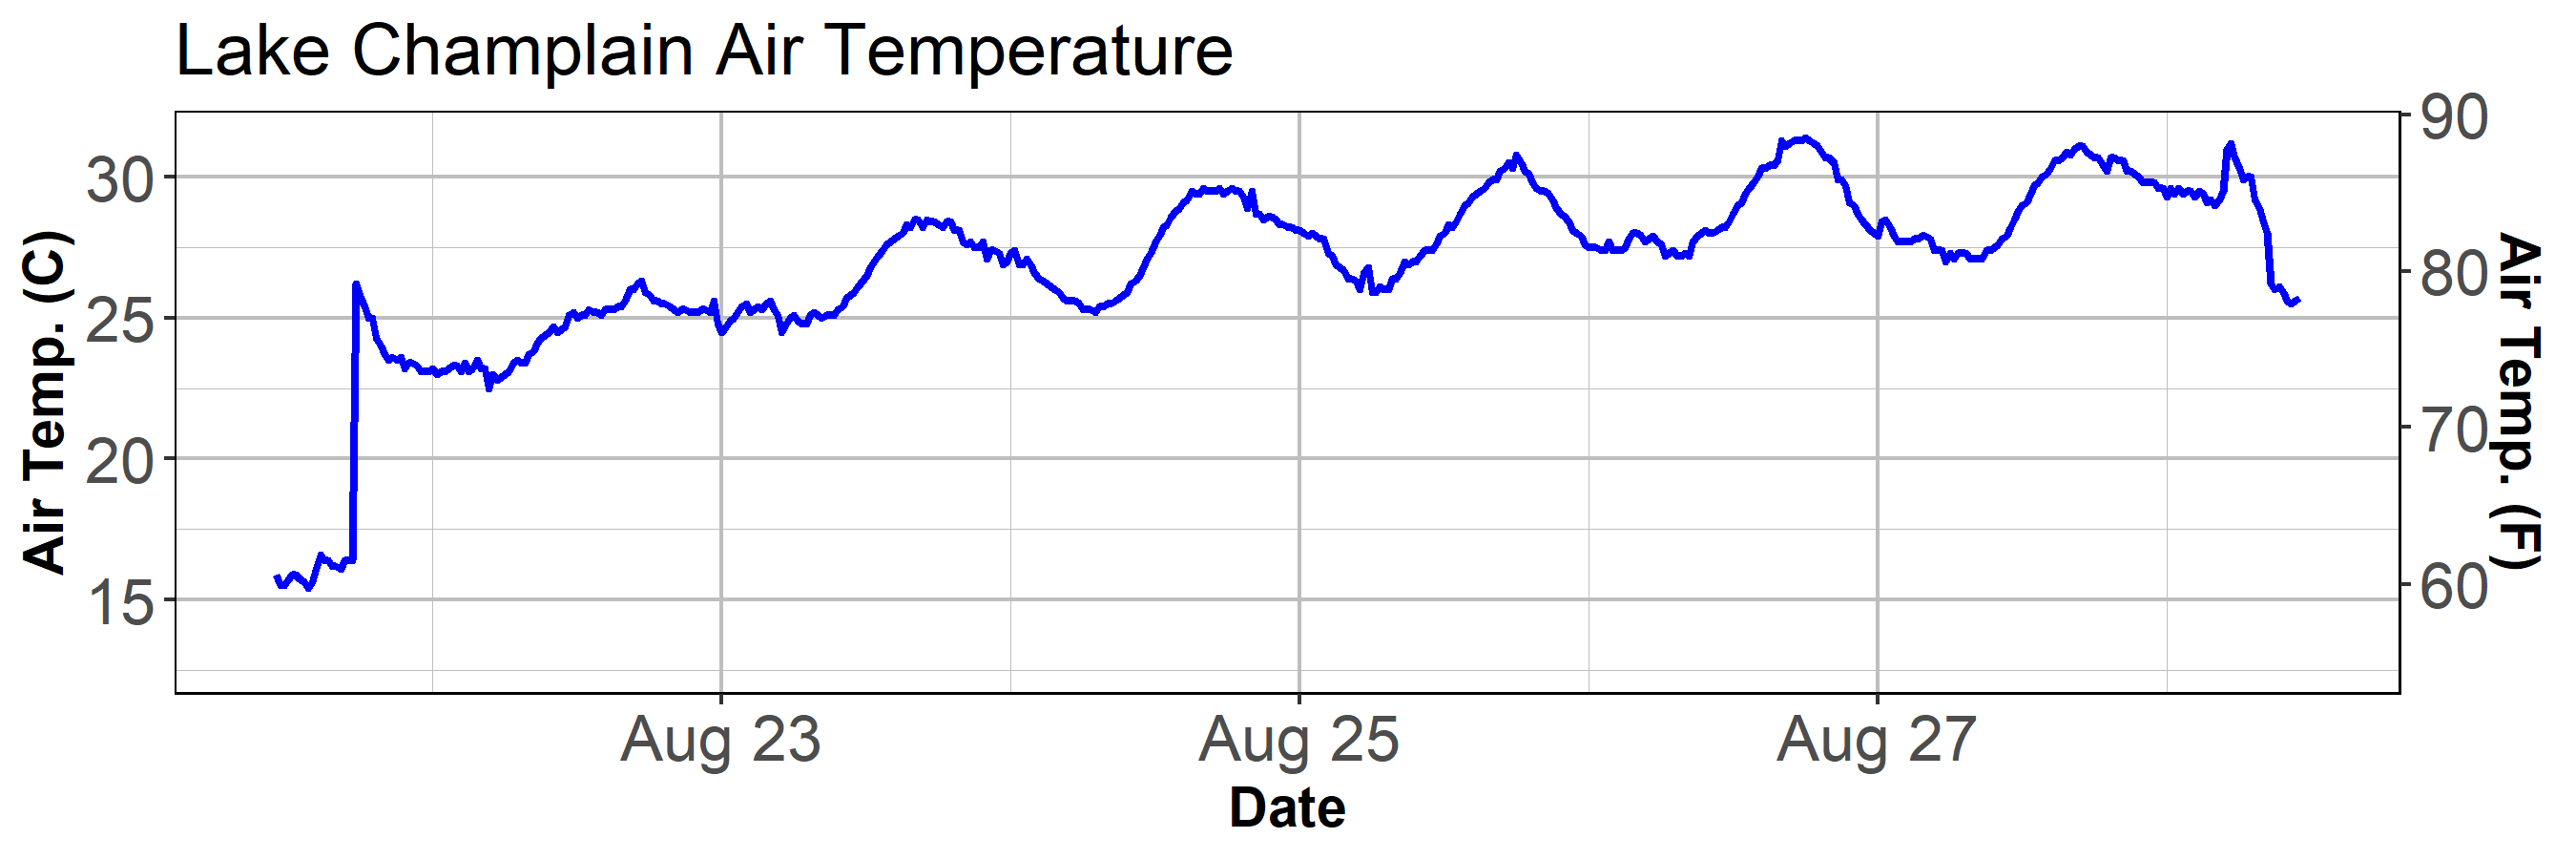 Lake Champlain Air Temperature
Air Temp. (C)
30
25
20
15
90
80
70
60
Air Temp. (F)
Aug 23
Aug 25
Aug 27
Date